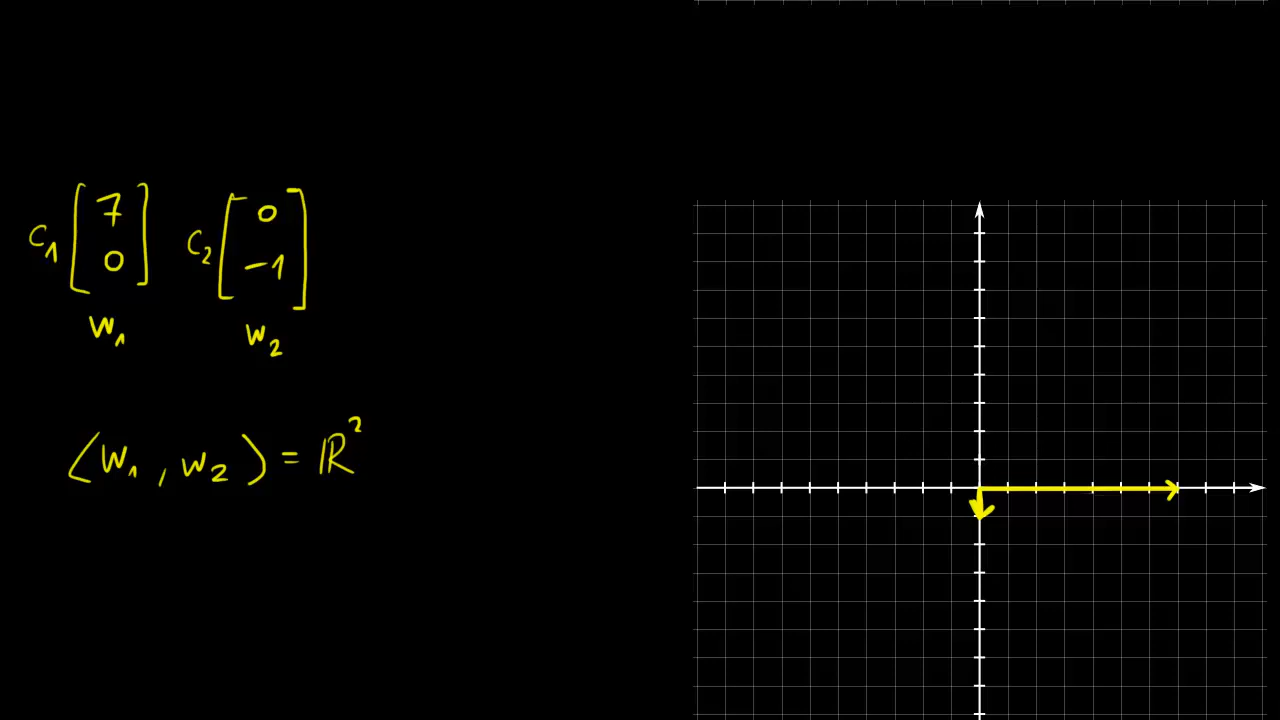 c₁ [7 0] c₂ [0 -1]
w₁ w₂
⟨w₁, w₂⟩ = ℝ²